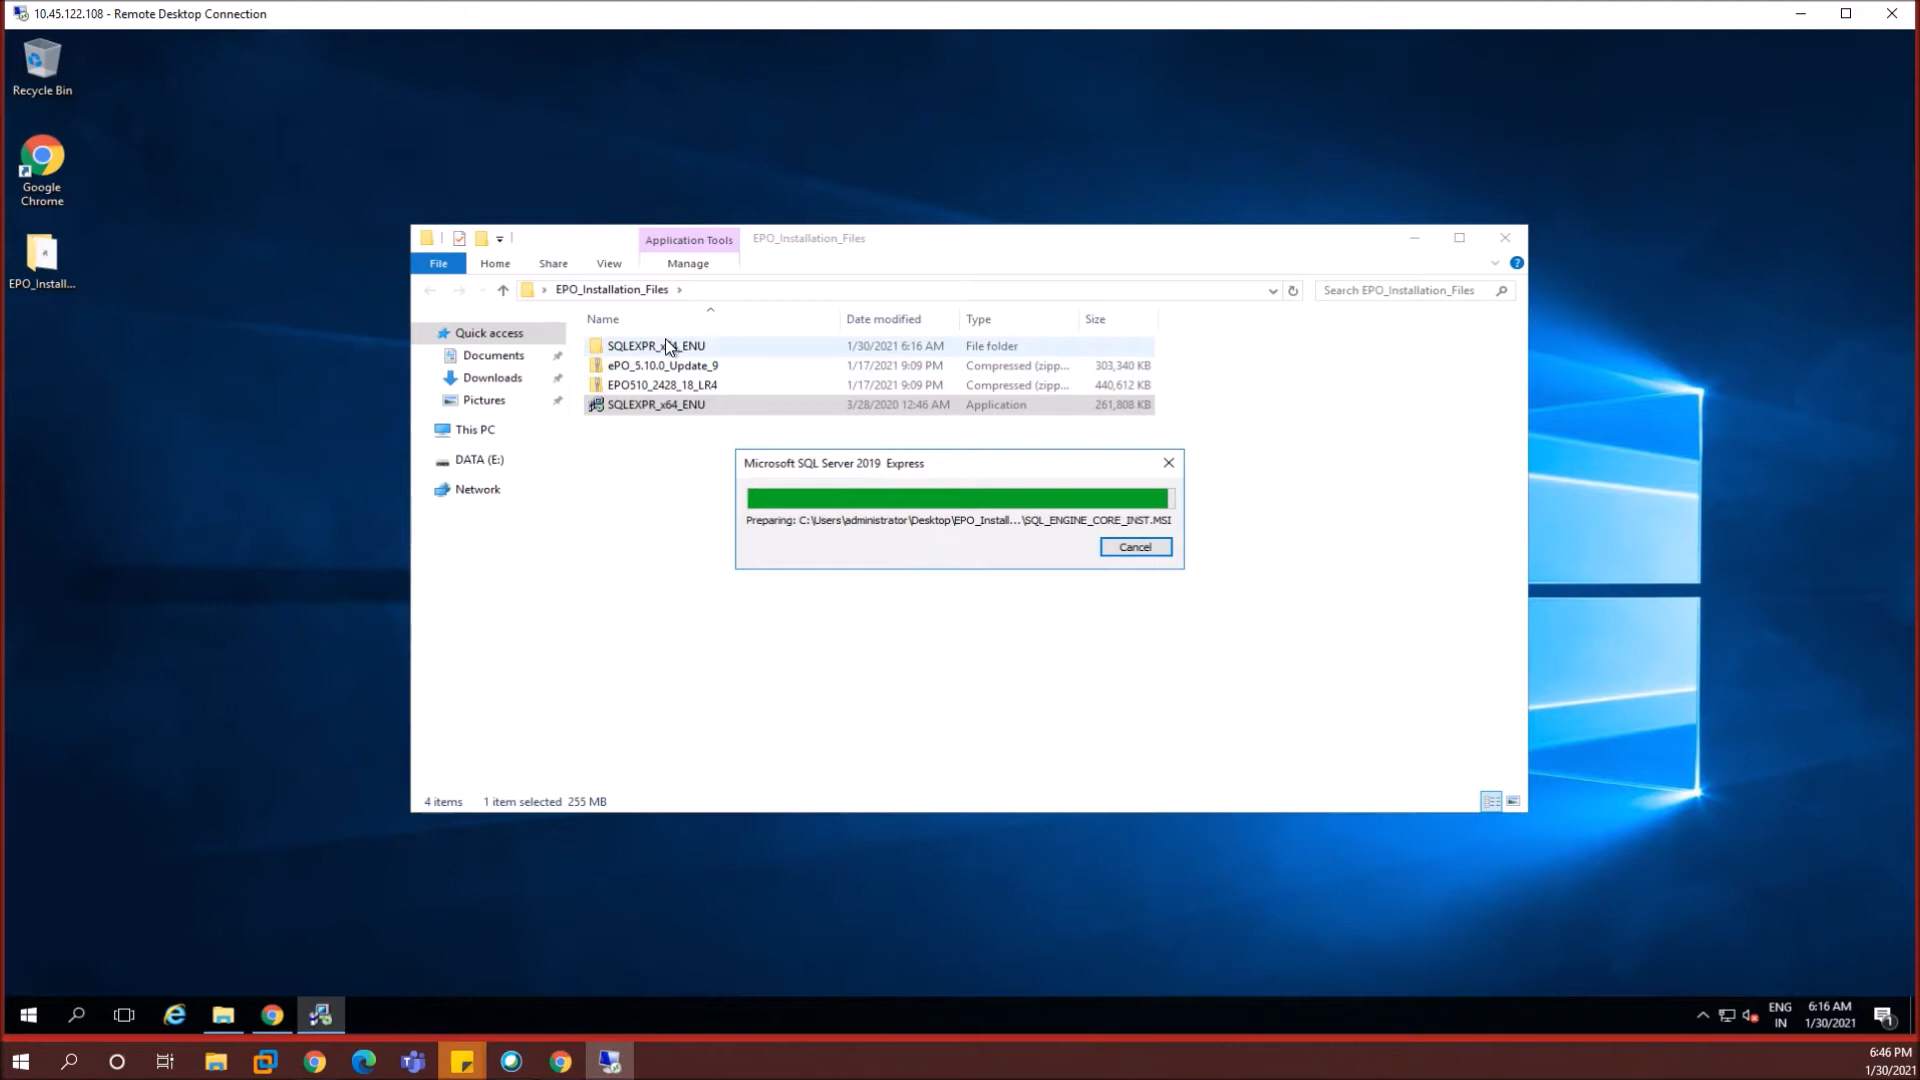 10.45.122.108 - Remote Desktop Connection
Recycle Bin
Google
Chrome
EPO_Install...
Application Tools
EPO_Installation_Files
File
Home
Share
View
Manage
EPO_Installation_Files
Search EPO_Installation_Files
Quick access
Documents
Downloads
Pictures
This PC
DATA (E:)
Network
Name Date modified Type Size
SQLEXPR_x64_ENU 1/30/2021 6:16 AM File folder
ePO_5.10.0_Update_9 1/17/2021 9:09 PM Compressed (zipp... 303,340 KB
EPO510_2428_18_LR4 1/17/2021 9:09 PM Compressed (zipp... 440,612 KB
SQLEXPR_x64_ENU 3/28/2020 12:46 AM Application 261,808 KB
Microsoft SQL Server 2019 Express
Preparing: C:\Users\administrator\Desktop\EPO_Install...\SQL_ENGINE_CORE_INST.MSI
Cancel
4 items 1 item selected 255 MB
ENG
IN
6:16 AM
1/30/2021
1
6:46 PM
1/30/2021